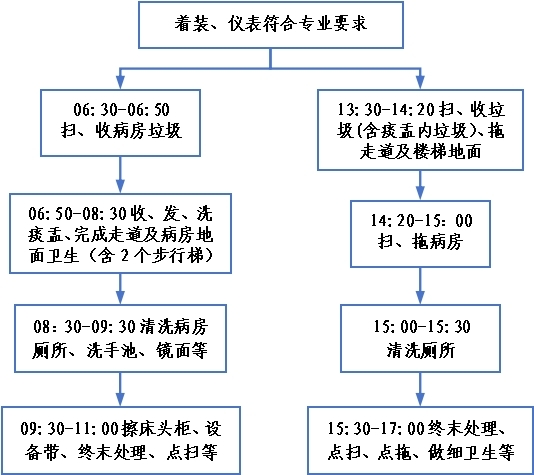 着装、仪表符合专业要求
06:30-06:50
扫、收病房垃圾
06:50-08:30收、发、洗
痰盂、完成走道及病房地
面卫生（含2个步行梯）
08：30-09:30清洗病房
厕所、洗手池、镜面等
09:30-11:00擦床头柜、设
备带、终末处理、点扫等
13:30-14:20扫、收垃
圾(含痰盂内垃圾)、拖
走道及楼梯地面
14:20-15：00
扫、拖病房
15:00-15:30
清洗厕所
15:30-17:00终末处理、
点扫、点拖、做细卫生等